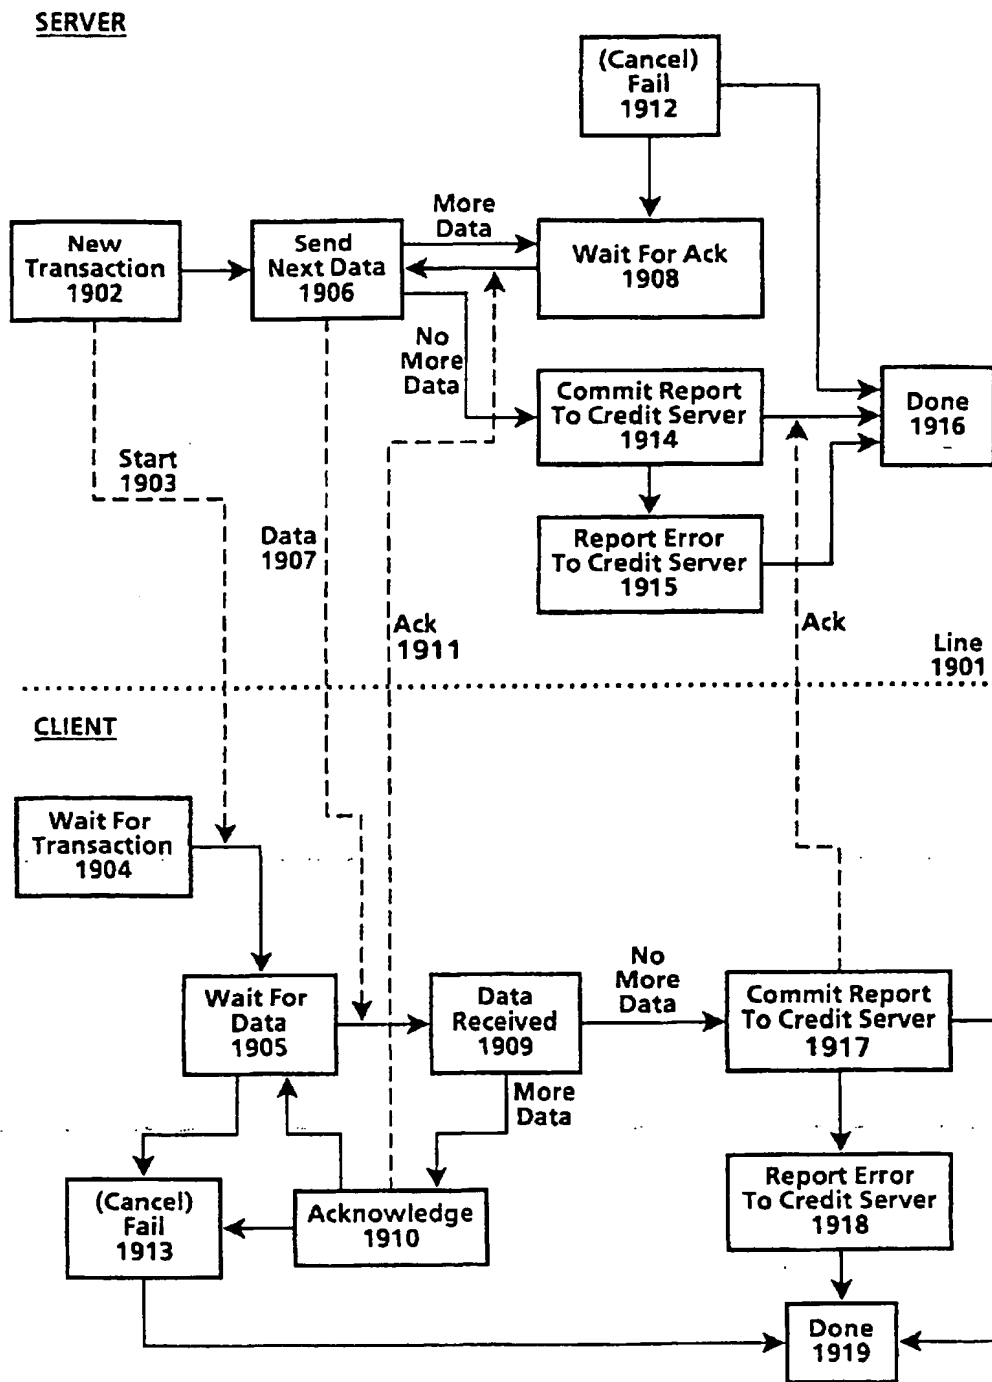 SERVER
(Cancel)
Fail
1912
More
Data
New
Transaction
1902
Send
Next Data
1906
Wait For Ack
1908
No
More
Data
Commit Report
To Credit Server
1914
Done
1916
Start
1903
Data
1907
Report Error
To Credit Server
1915
Ack
1911
Ack
Line
1901
CLIENT
Wait For
Transaction
1904
Wait For
Data
1905
Data
Received
1909
No
More
Data
Commit Report
To Credit Server
1917
More
Data
(Cancel)
Fail
1913
Acknowledge
1910
Report Error
To Credit Server
1918
Done
1919